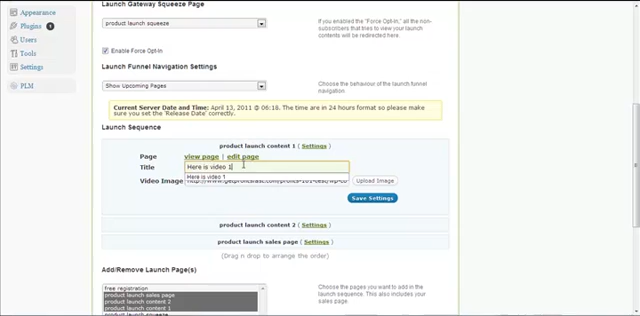 Launch Gateway Squeeze Page
Appearance
Plugins 1
Users
Tools
Settings
PLM
product launch squeeze
If you enabled the "Force Opt-In," all the non-
subscribers that tries to view your launch
contents will be redirected here.
Enable Force Opt-In
Launch Funnel Navigation Settings
Show Upcoming Pages
Choose the behaviour of the launch funnel
navigation.
Current Server Date and Time: April 13, 2011 @ 06:18. The time are in 24 hours format so please
make sure you set the 'Release Date' correctly.
Launch Sequence
product launch content 1 ( Settings )
Page view page | edit page
Title Here is video 1
Here is video 1
Video Image Upload Image
Save Settings
product launch content 2 ( Settings )
product launch sales page ( Settings )
(Drag n drop to arrange the order)
Add/Remove Launch Page(s)
free registration
product launch sales page
product launch content 2
product launch content 1
product launch squeeze
Choose the pages you want to add in the
launch sequence. This also includes your
sales page.